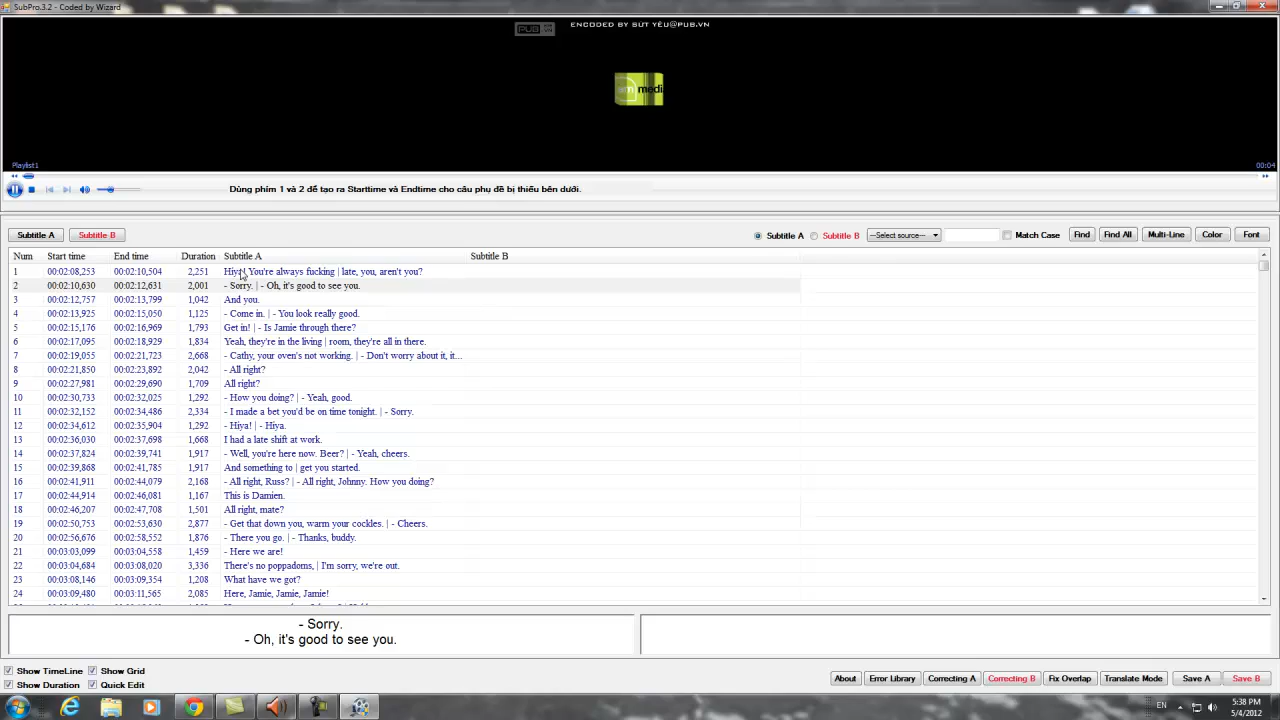 SubPro.3.2 - Coded by Wizard
PUB VN
ENCODED BY SỨT YÊU@PUB.VN
am medi
Playlist1 00:04
Dùng phím 1 và 2 để tạo ra Starttime và Endtime cho câu phụ đề bị thiếu bên dưới.
Subtitle A Subtitle B Subtitle A Subtitle B ---Select source--- Match Case Find Find All Multi-Line Color Font
Num Start time End time Duration Subtitle A Subtitle B
1 00:02:08,253 00:02:10,504 2,251 Hiya! You're always fucking | late, you, aren't you?
2 00:02:10,630 00:02:12,631 2,001 - Sorry. | - Oh, it's good to see you.
3 00:02:12,757 00:02:13,799 1,042 And you.
4 00:02:13,925 00:02:15,050 1,125 - Come in. | - You look really good.
5 00:02:15,176 00:02:16,969 1,793 Get in! | - Is Jamie through there?
6 00:02:17,095 00:02:18,929 1,834 Yeah, they're in the living | room, they're all in there.
7 00:02:19,055 00:02:21,723 2,668 - Cathy, your oven's not working. | - Don't worry about it, it...
8 00:02:21,850 00:02:23,892 2,042 - All right?
9 00:02:27,981 00:02:29,690 1,709 All right?
10 00:02:30,733 00:02:32,025 1,292 - How you doing? | - Yeah, good.
11 00:02:32,152 00:02:34,486 2,334 - I made a bet you'd be on time tonight. | - Sorry.
12 00:02:34,612 00:02:35,904 1,292 - Hiya! | - Hiya.
13 00:02:36,030 00:02:37,698 1,668 I had a late shift at work.
14 00:02:37,824 00:02:39,741 1,917 - Well, you're here now. Beer? | - Yeah, cheers.
15 00:02:39,868 00:02:41,785 1,917 And something to | get you started.
16 00:02:41,911 00:02:44,079 2,168 - All right, Russ? | - All right, Johnny. How you doing?
17 00:02:44,914 00:02:46,081 1,167 This is Damien.
18 00:02:46,207 00:02:47,708 1,501 All right, mate?
19 00:02:50,753 00:02:53,630 2,877 - Get that down you, warm your cockles. | - Cheers.
20 00:02:56,676 00:02:58,552 1,876 - There you go. | - Thanks, buddy.
21 00:03:03,099 00:03:04,558 1,459 - Here we are!
22 00:03:04,684 00:03:08,020 3,336 There's no poppadoms, | I'm sorry, we're out.
23 00:03:08,146 00:03:09,354 1,208 What have we got?
24 00:03:09,480 00:03:11,565 2,085 Here, Jamie, Jamie, Jamie!
- Sorry.
- Oh, it's good to see you.
Show TimeLine Show Grid
Show Duration Quick Edit
About Error Library Correcting A Correcting B Fix Overlap Translate Mode Save A Save B
EN 5:38 PM
5/4/2012